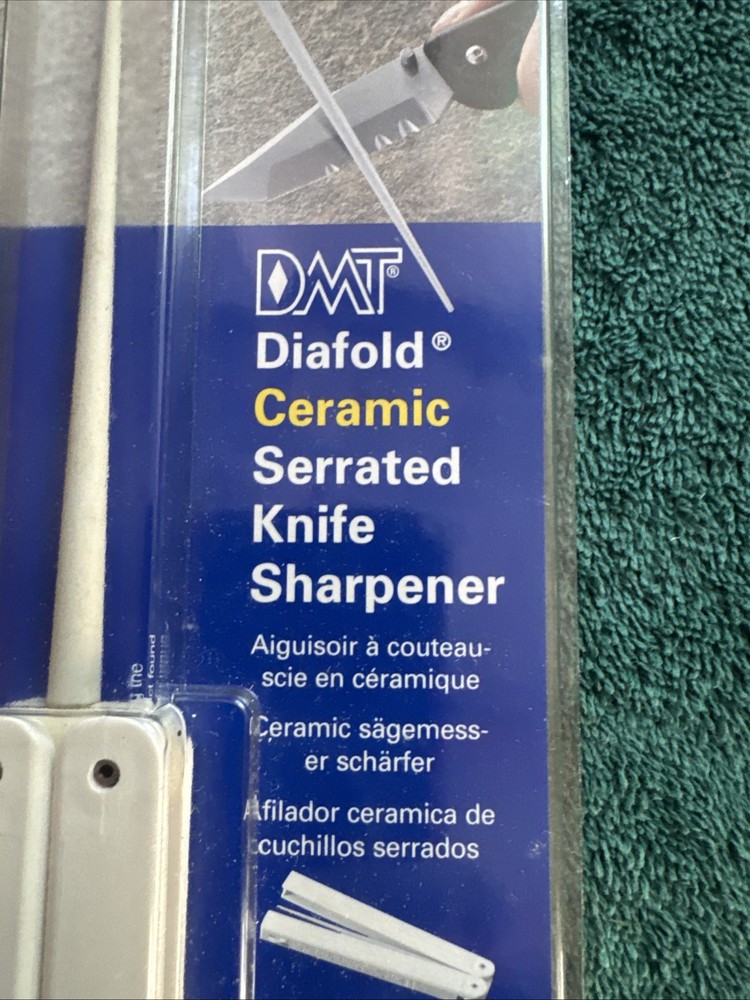 DMT®
Diafold®
Ceramic
Serrated
Knife
Sharpener
Aiguisoir à couteau-
scie en céramique
Ceramic sägemess-
er schärfer
Afilador ceramica de
cuchillos serrados
found